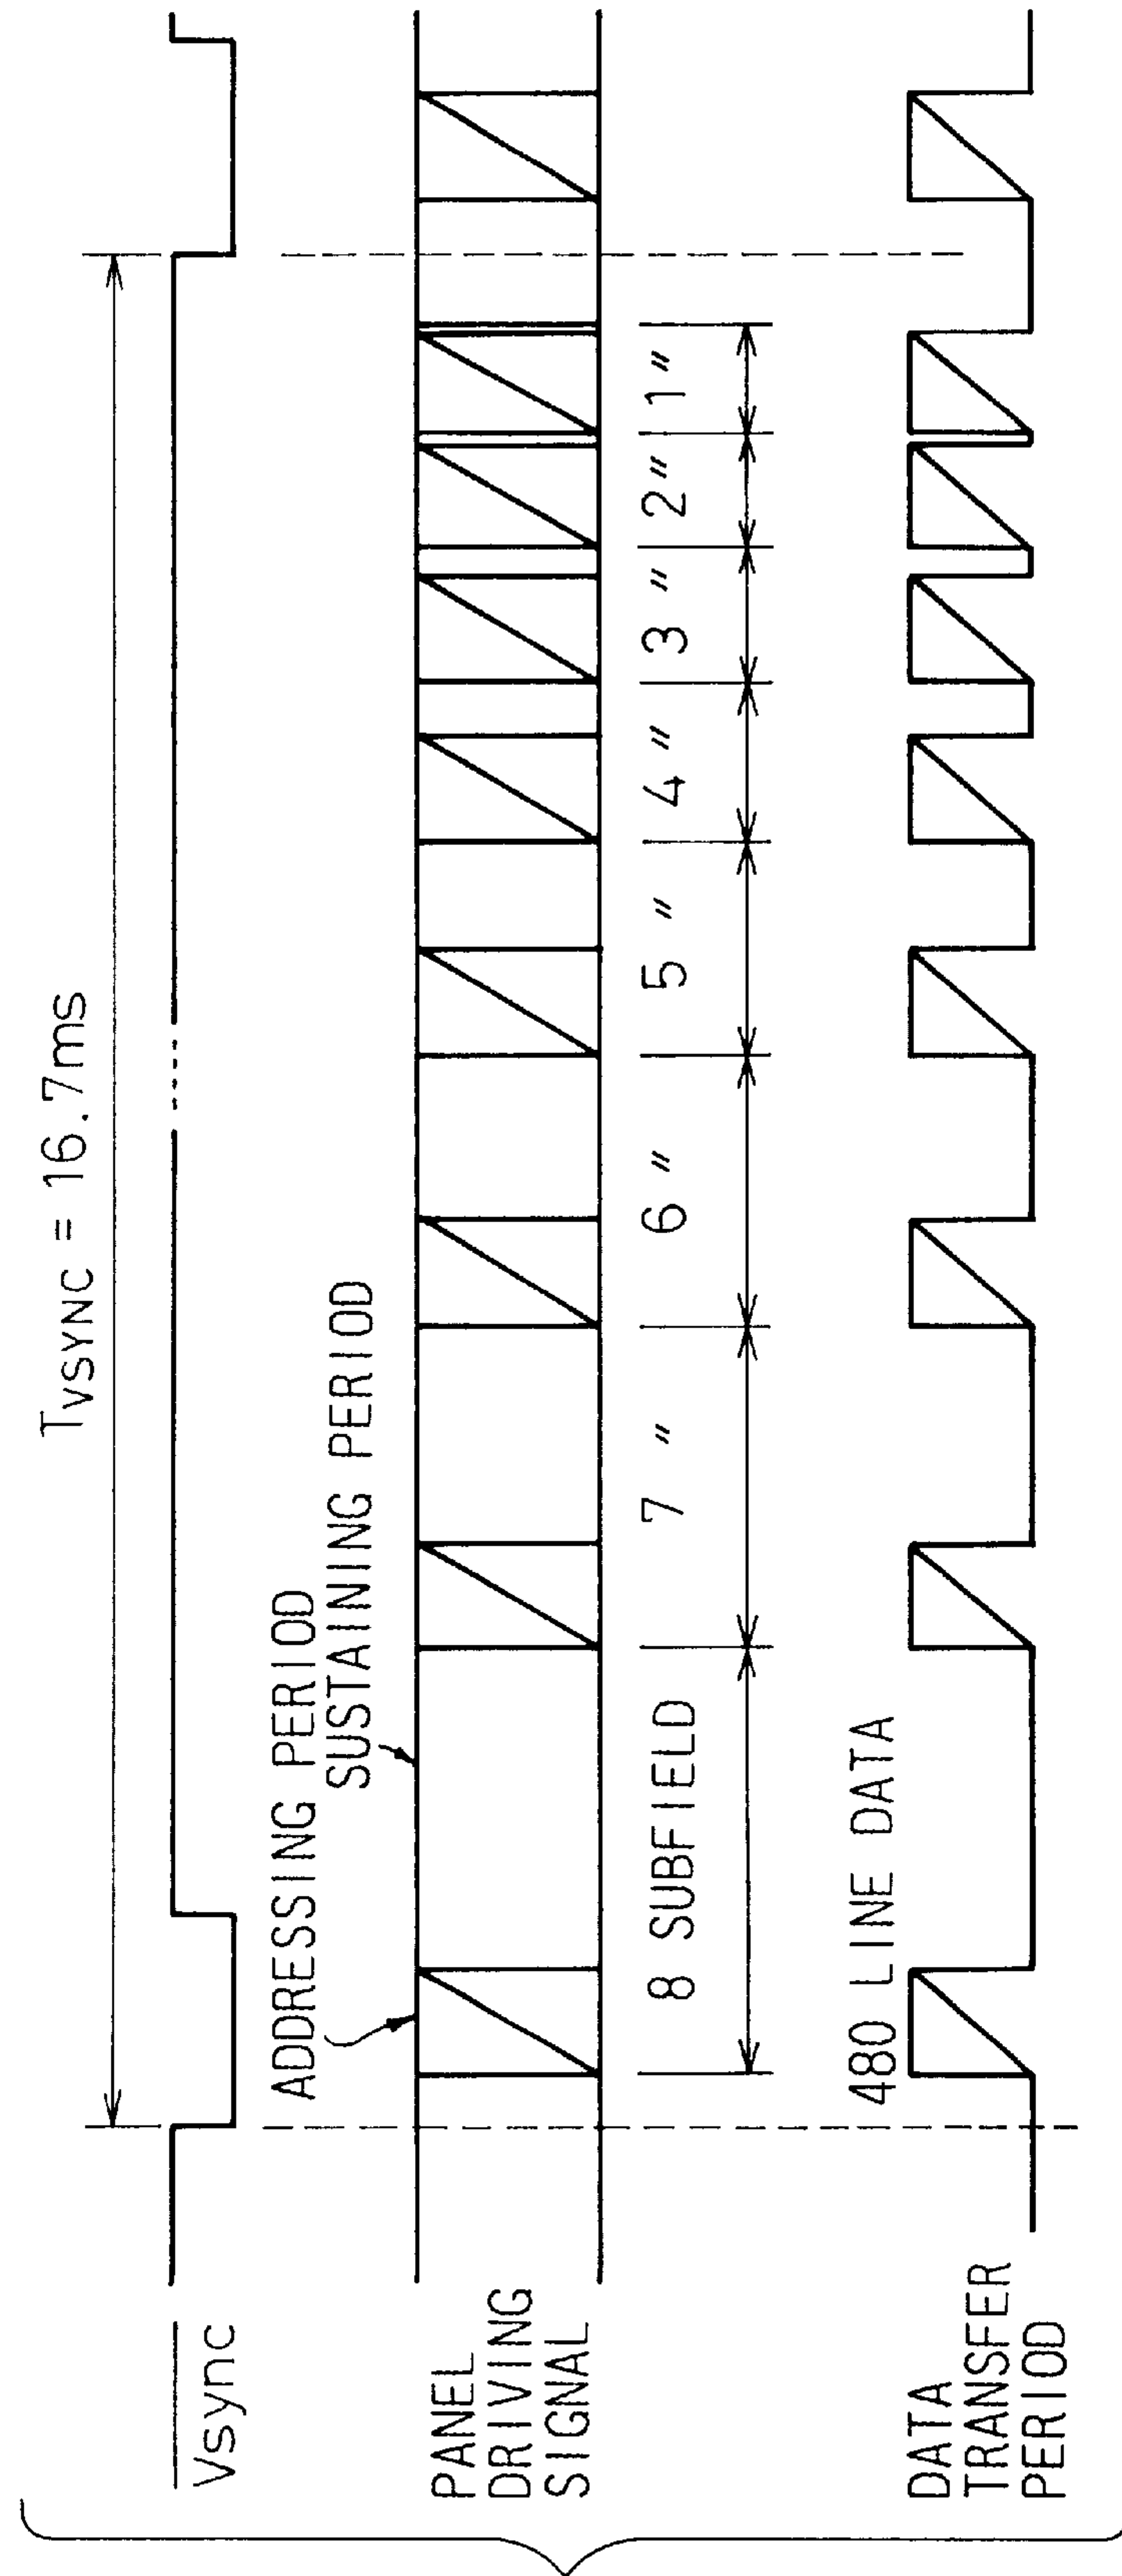 TVSYNC = 16.7ms
Vsync
ADDRESSING PERIOD
SUSTAINING PERIOD
PANEL
DRIVING
SIGNAL
8 SUBFIELD
7 〃
6 〃
5 〃
4 〃
3 〃
2 〃
1 〃
480 LINE DATA
DATA
TRANSFER
PERIOD